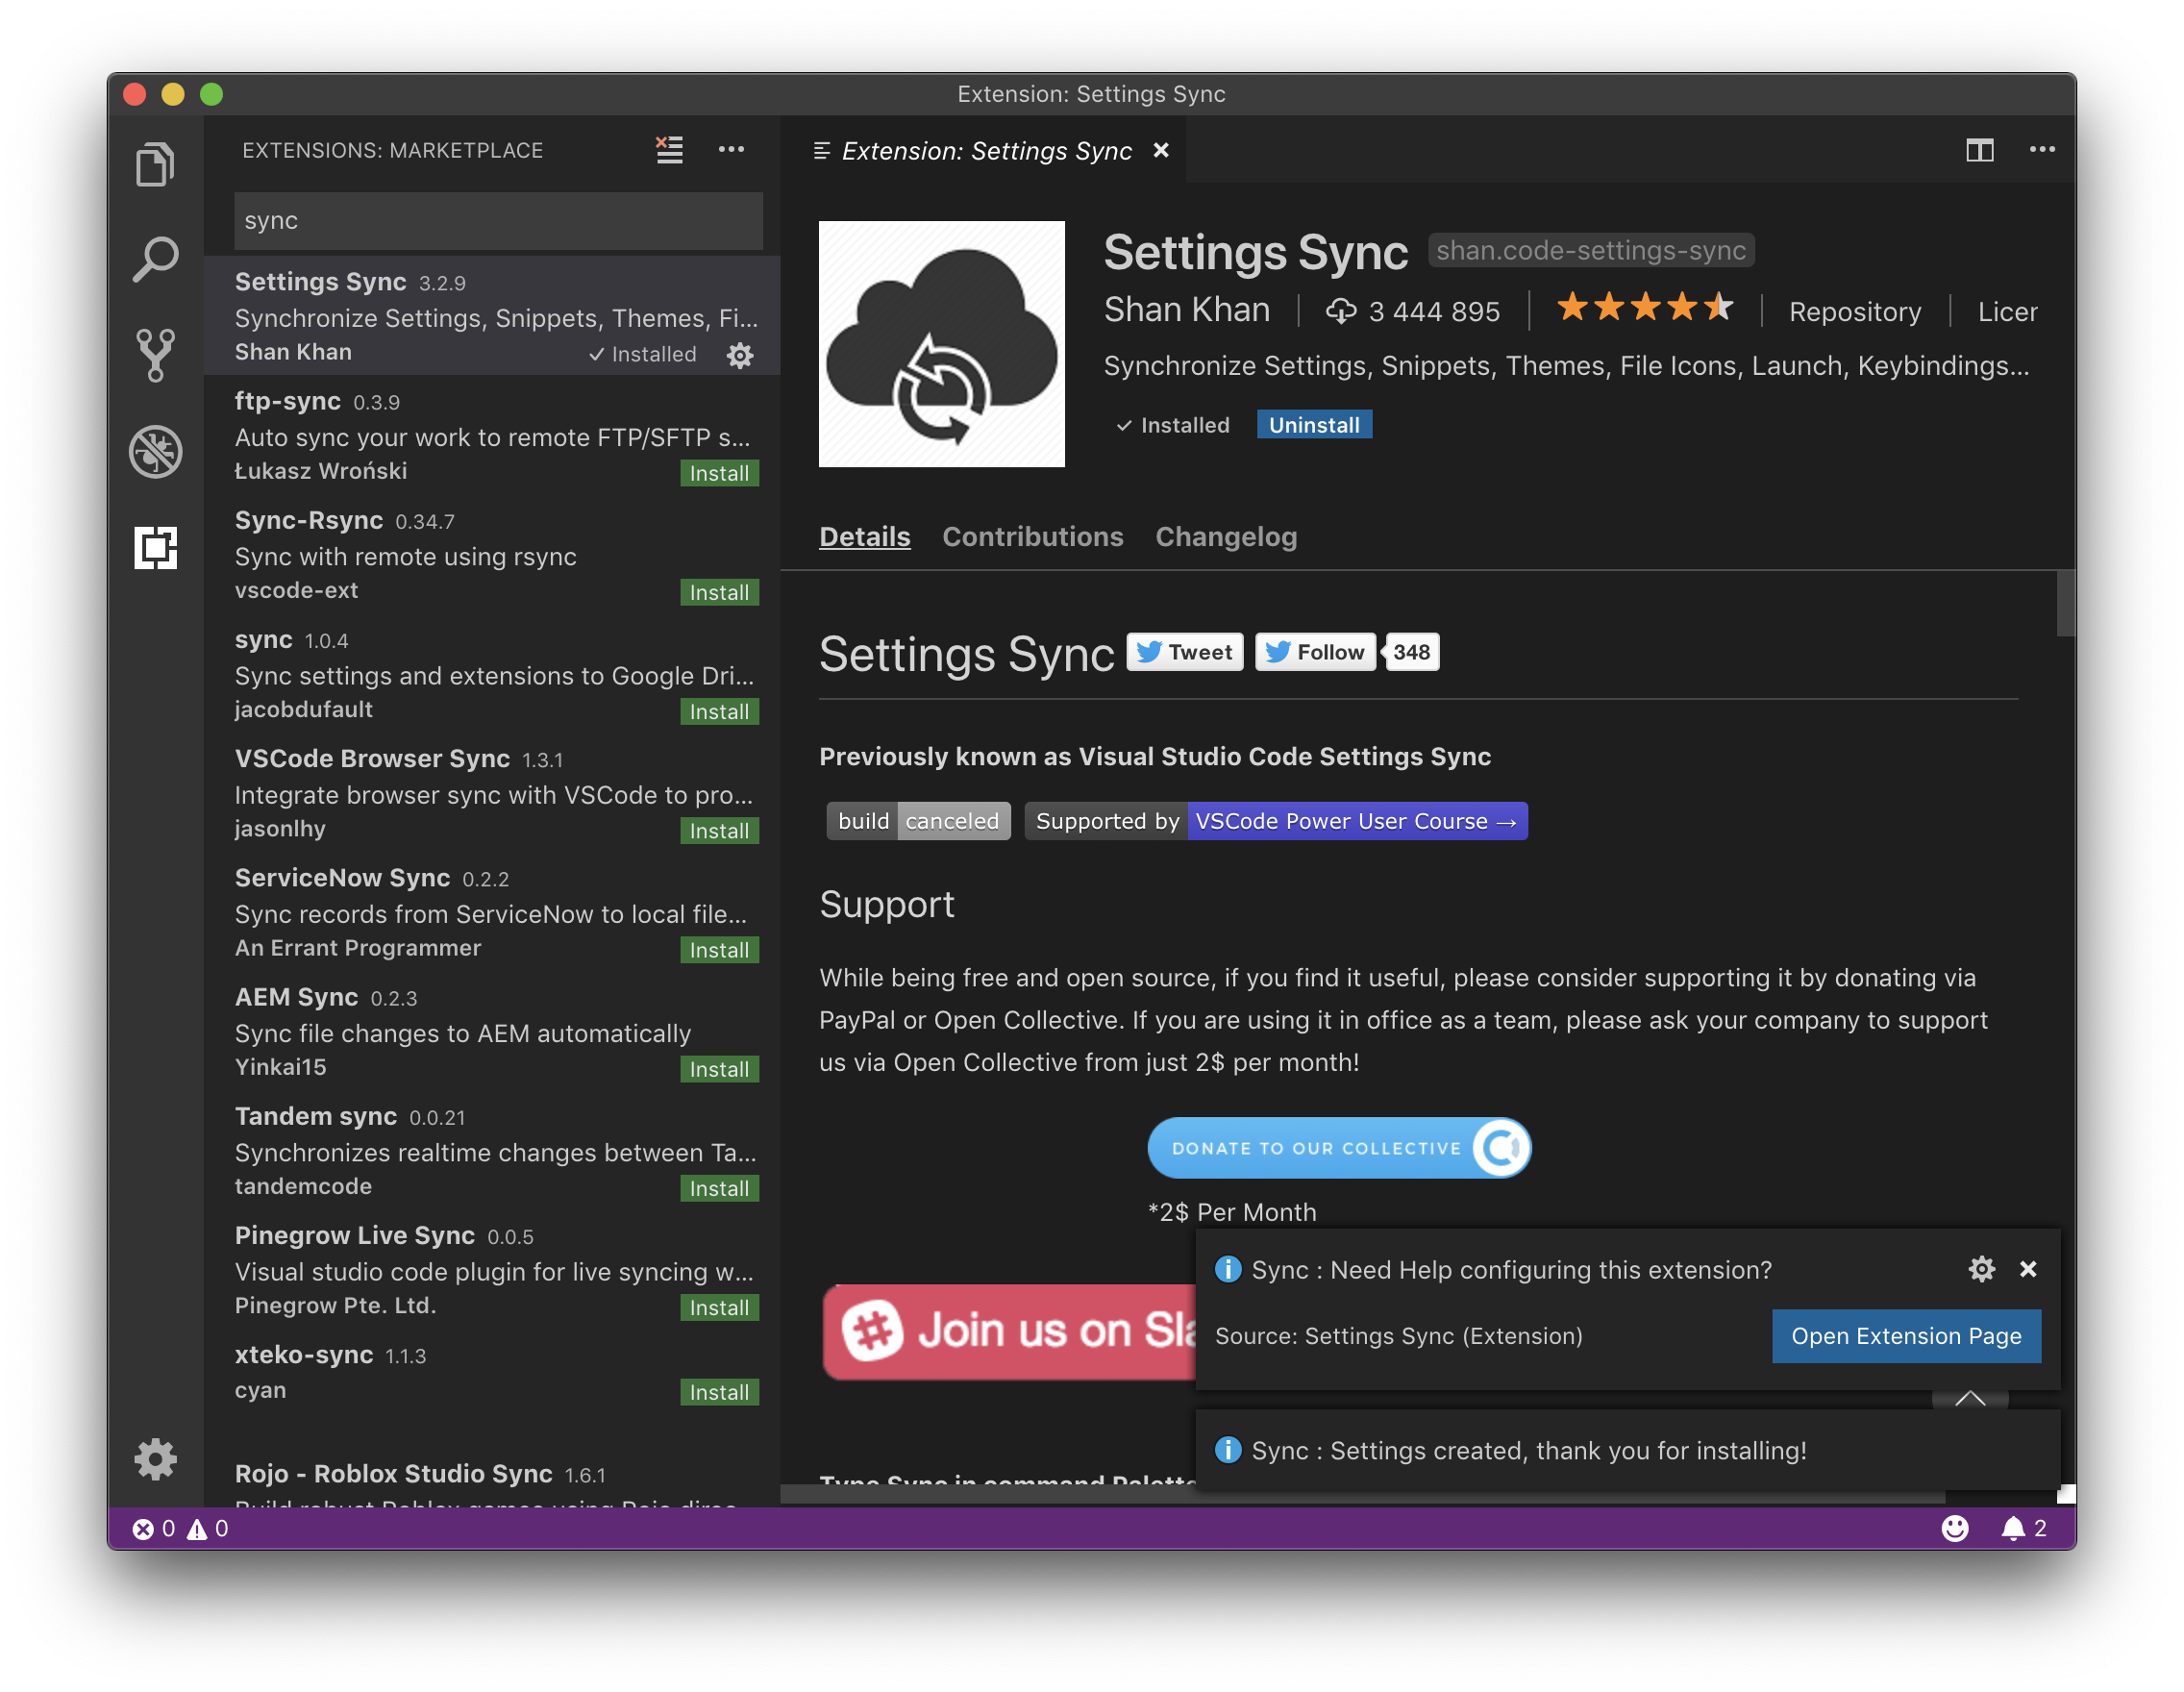 Extension: Settings Sync
EXTENSIONS: MARKETPLACE
sync
Settings Sync 3.2.9
Synchronize Settings, Snippets, Themes, Fi...
Shan Khan ✓ Installed
ftp-sync 0.3.9
Auto sync your work to remote FTP/SFTP s...
Łukasz Wroński Install
Sync-Rsync 0.34.7
Sync with remote using rsync
vscode-ext Install
sync 1.0.4
Sync settings and extensions to Google Dri...
jacobdufault Install
VSCode Browser Sync 1.3.1
Integrate browser sync with VSCode to pro...
jasonlhy Install
ServiceNow Sync 0.2.2
Sync records from ServiceNow to local file...
An Errant Programmer Install
AEM Sync 0.2.3
Sync file changes to AEM automatically
Yinkai15 Install
Tandem sync 0.0.21
Synchronizes realtime changes between Ta...
tandemcode Install
Pinegrow Live Sync 0.0.5
Visual studio code plugin for live syncing w...
Pinegrow Pte. Ltd. Install
xteko-sync 1.1.3
cyan Install
Rojo - Roblox Studio Sync 1.6.1
Build robust Roblox games using Rojo direc...
Extension: Settings Sync
Settings Sync shan.code-settings-sync
Shan Khan 3 444 895 Repository Licer
Synchronize Settings, Snippets, Themes, File Icons, Launch, Keybindings...
✓ Installed Uninstall
Details Contributions Changelog
Settings Sync Tweet Follow 348
Previously known as Visual Studio Code Settings Sync
build canceled Supported by VSCode Power User Course →
Support
While being free and open source, if you find it useful, please consider supporting it by donating via
PayPal or Open Collective. If you are using it in office as a team, please ask your company to support
us via Open Collective from just 2$ per month!
DONATE TO OUR COLLECTIVE
*2$ Per Month
Join us on Sla
Type Sync in command Palette
Sync : Need Help configuring this extension?
Source: Settings Sync (Extension) Open Extension Page
Sync : Settings created, thank you for installing!
0 0 2